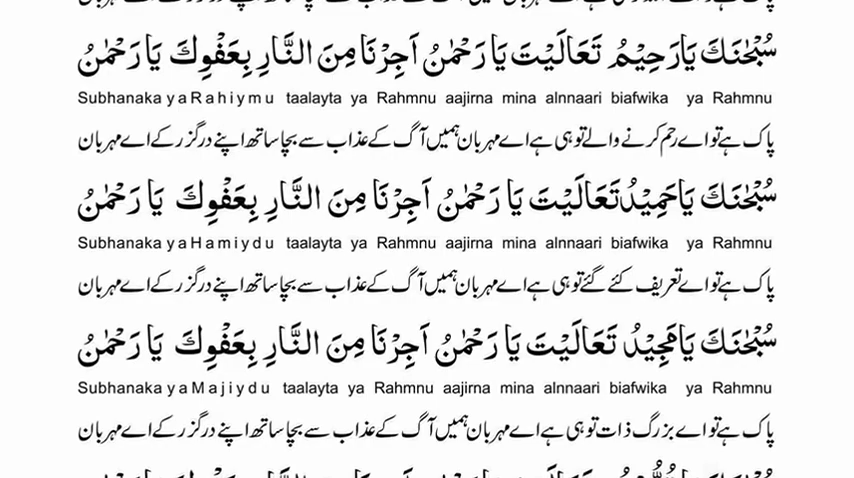 سُبْحٰنَكَ يَارَحِيْمُ تَعَالَيْتَ يَا رَحْمٰنُ اَجِرْنَا مِنَ النَّارِ بِعَفْوِكَ يَا رَحْمٰنُ
Subhanaka yaRahiymu taalayta ya Rahmnu aajirna mina alnnaari biafwika ya Rahmnu
پاک ہے تو اے رحم کرنے والے تو ہی ہے اے مہربان ہمیں آگ کے عذاب سے بچا ساتھ اپنے درگزر کے اے مہربان
سُبْحٰنَكَ يَاحَمِيْدُ تَعَالَيْتَ يَا رَحْمٰنُ اَجِرْنَا مِنَ النَّارِ بِعَفْوِكَ يَا رَحْمٰنُ
Subhanaka yaHamiydu taalayta ya Rahmnu aajirna mina alnnaari biafwika ya Rahmnu
پاک ہے تو اے تعریف کئے گئے تو ہی ہے اے مہربان ہمیں آگ کے عذاب سے بچا ساتھ اپنے درگزر کے اے مہربان
سُبْحٰنَكَ يَامَجِيْدُ تَعَالَيْتَ يَا رَحْمٰنُ اَجِرْنَا مِنَ النَّارِ بِعَفْوِكَ يَا رَحْمٰنُ
Subhanaka yaMajiydu taalayta ya Rahmnu aajirna mina alnnaari biafwika ya Rahmnu
پاک ہے تو اے بزرگ ذات تو ہی ہے اے مہربان ہمیں آگ کے عذاب سے بچا ساتھ اپنے درگزر کے اے مہربان